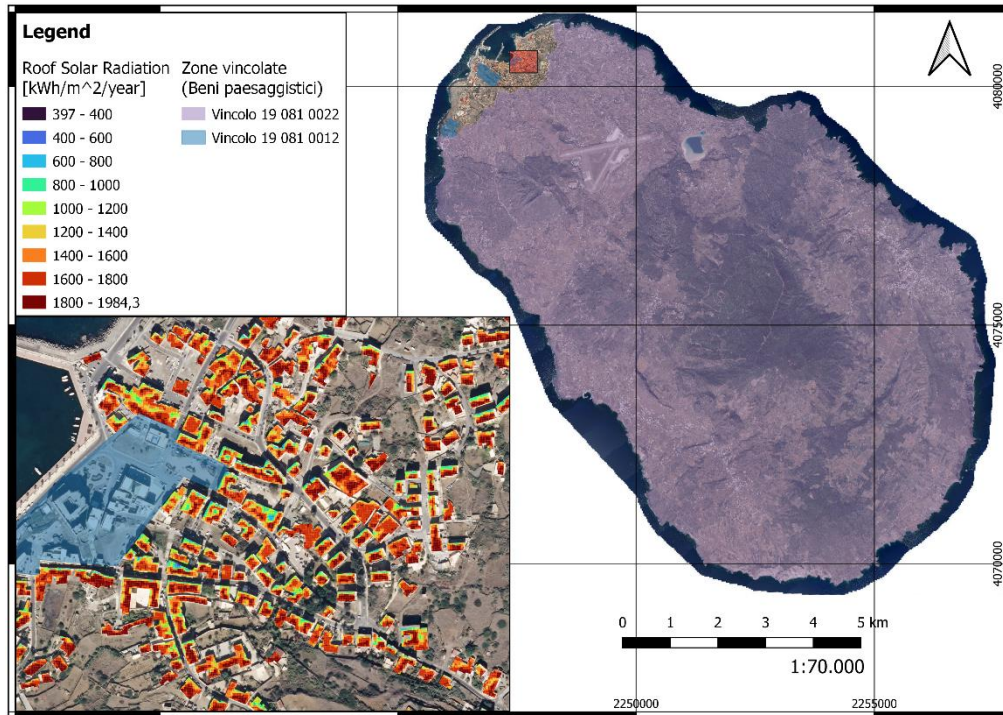 Legend
Roof Solar Radiation
[kWh/m^2/year]
397 - 400
400 - 600
600 - 800
800 - 1000
1000 - 1200
1200 - 1400
1400 - 1600
1600 - 1800
1800 - 1984,3
Zone vincolate
(Beni paesaggistici)
Vincolo 19 081 0022
Vincolo 19 081 0012
4080000
4075000
4070000
0 1 2 3 4 5 km
1:70.000
2250000 2255000